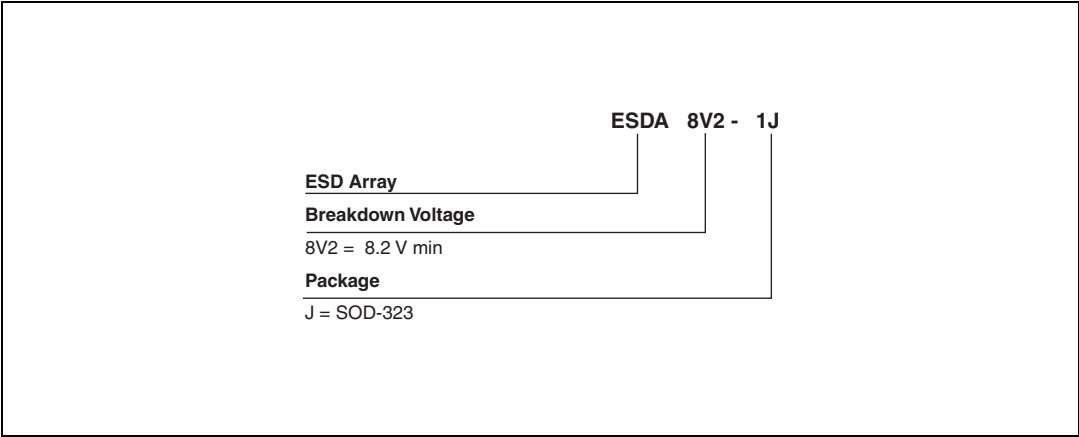 ESDA 8V2 - 1J
ESD Array
Breakdown Voltage
8V2 = 8.2 V min
Package
J = SOD-323